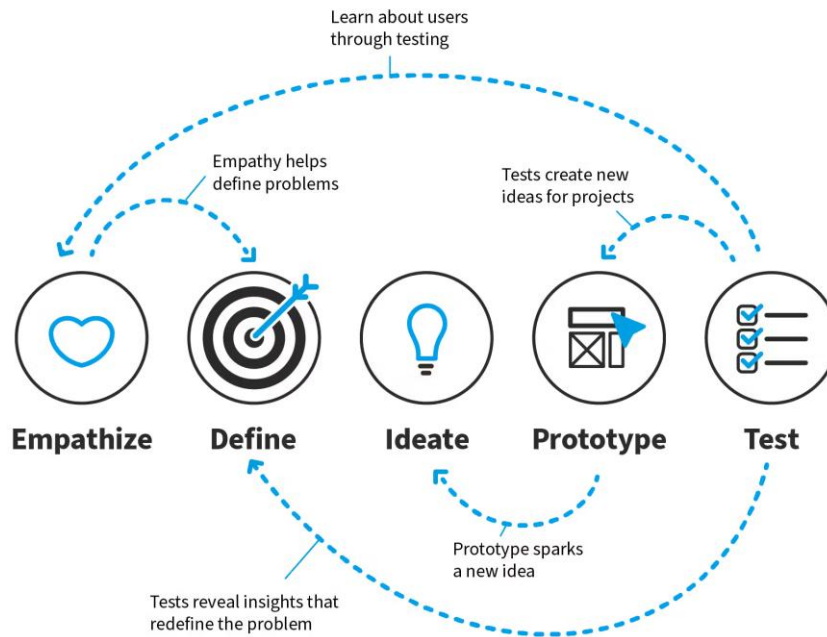 Learn about users
through testing
Empathy helps
define problems
Tests create new
ideas for projects
Empathize
Define
Ideate
Prototype
Test
Prototype sparks
a new idea
Tests reveal insights that
redefine the problem